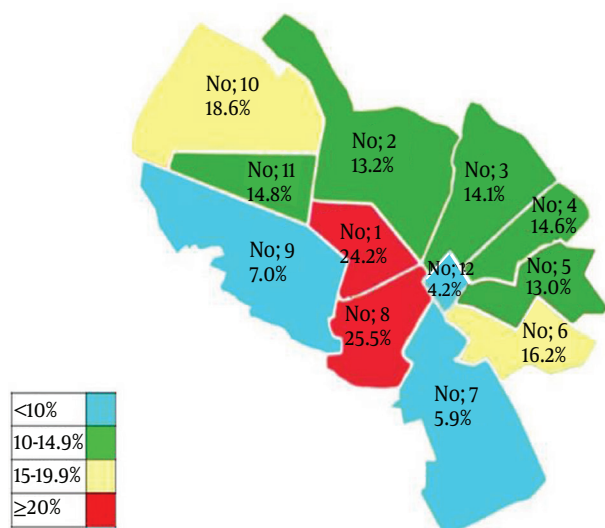 No; 10
18.6%
No; 2
13.2%
No; 3
14.1%
No; 11
14.8%
No; 4
14.6%
No; 1
24.2%
No; 9
7.0%
No; 12
4.2%
No; 5
13.0%
No; 8
25.5%
No; 6
16.2%
No; 7
5.9%
<10%
10-14.9%
15-19.9%
≥20%